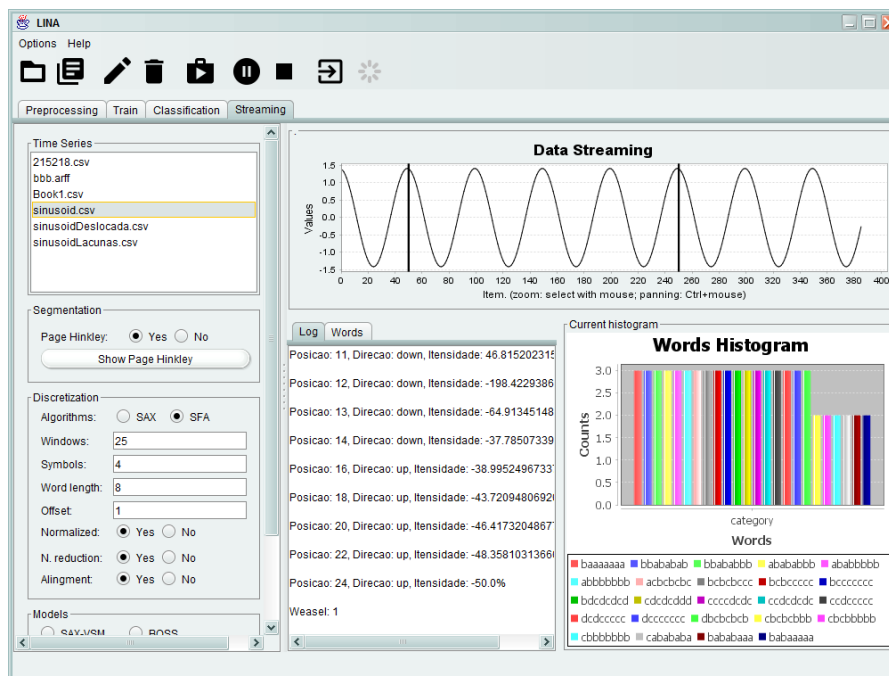 LINA
Options Help
Preprocessing Train Classification Streaming
Time Series
215218.csv
bbb.arff
Book1.csv
sinusoid.csv
sinusoidDeslocada.csv
sinusoidLacunas.csv
Segmentation
Page Hinkley: Yes No
Show Page Hinkley
Discretization
Algorithms: SAX SFA
Windows: 25
Symbols: 4
Word length: 8
Offset: 1
Normalized: Yes No
N. reduction: Yes No
Alingment: Yes No
Models
SAX-VSM BOSS
Data Streaming
Values
1.5
1.0
0.5
0.0
-0.5
-1.0
-1.5
0 20 40 60 80 100 120 140 160 180 200 220 240 260 280 300 320 340 360 380 400
Item. (zoom: select with mouse; panning: Ctrl+mouse)
Log Words
Posicao: 11, Direcao: down, Itensidade: 46.815202315
Posicao: 12, Direcao: down, Itensidade: -198.4229386
Posicao: 13, Direcao: down, Itensidade: -64.91345148
Posicao: 14, Direcao: down, Itensidade: -37.78507339
Posicao: 16, Direcao: up, Itensidade: -38.9952496733
Posicao: 18, Direcao: up, Itensidade: -43.7209480692
Posicao: 20, Direcao: up, Itensidade: -46.4173204867
Posicao: 22, Direcao: up, Itensidade: -48.3581031366
Posicao: 24, Direcao: up, Itensidade: -50.0%
Weasel: 1
Current histogram
Words Histogram
Counts
3.0
2.5
2.0
1.5
1.0
0.5
0.0
category
Words
baaaaaaa bbababab bbababbb abababbb ababbbbb
abbbbbbb acbcbcbc bcbcbccc bcbccccc bccccccc
bdcdcdcd cdcdcddd ccccdcdc ccdcdcdc ccdccccc
dcdccccc dccccccc dbcbcbcb cbcbcbbb cbcbbbbb
cbbbbbbb cabababa bababaaa babaaaaa